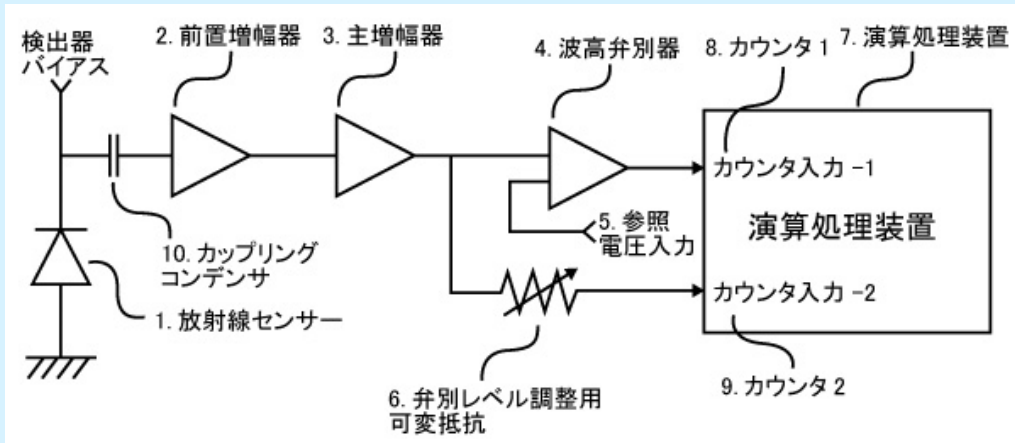 検出器
バイアス
2. 前置増幅器
3. 主増幅器
4. 波高弁別器
8. カウンタ 1
7. 演算処理装置
カウンタ入力 -1
演算処理装置
5. 参照
電圧入力
10. カップリング
コンデンサ
1. 放射線センサー
カウンタ入力 -2
6. 弁別レベル調整用
可変抵抗
9. カウンタ 2